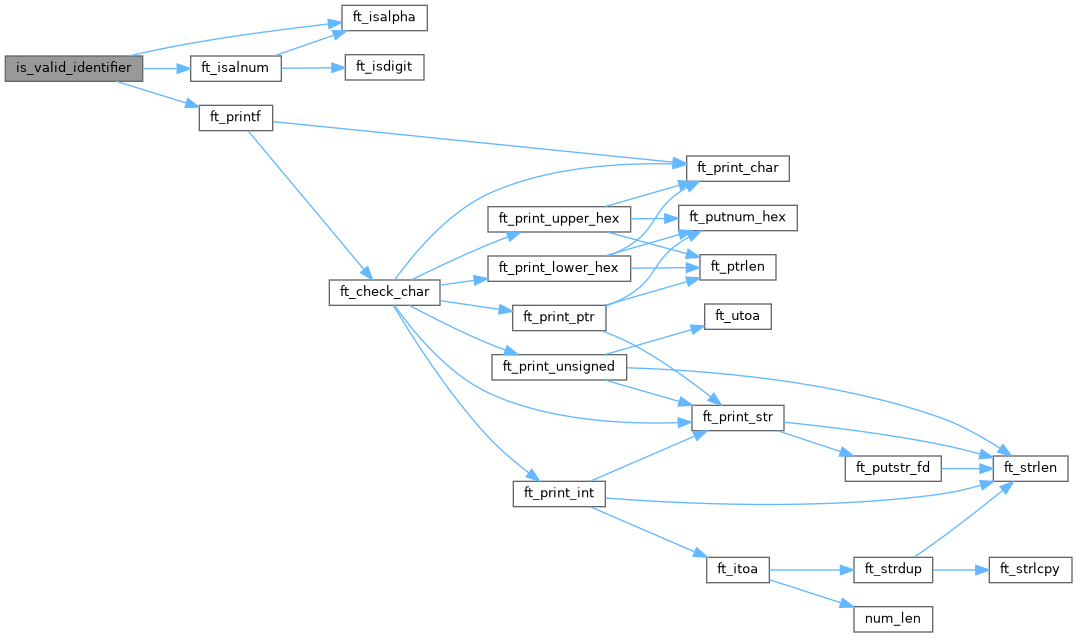 ft_isalpha
is_valid_identifier
ft_isalnum
ft_isdigit
ft_printf
ft_print_char
ft_print_upper_hex
ft_putnum_hex
ft_print_lower_hex
ft_ptrlen
ft_check_char
ft_print_ptr
ft_utoa
ft_print_unsigned
ft_print_str
ft_putstr_fd
ft_strlen
ft_print_int
ft_itoa
ft_strdup
ft_strlcpy
num_len